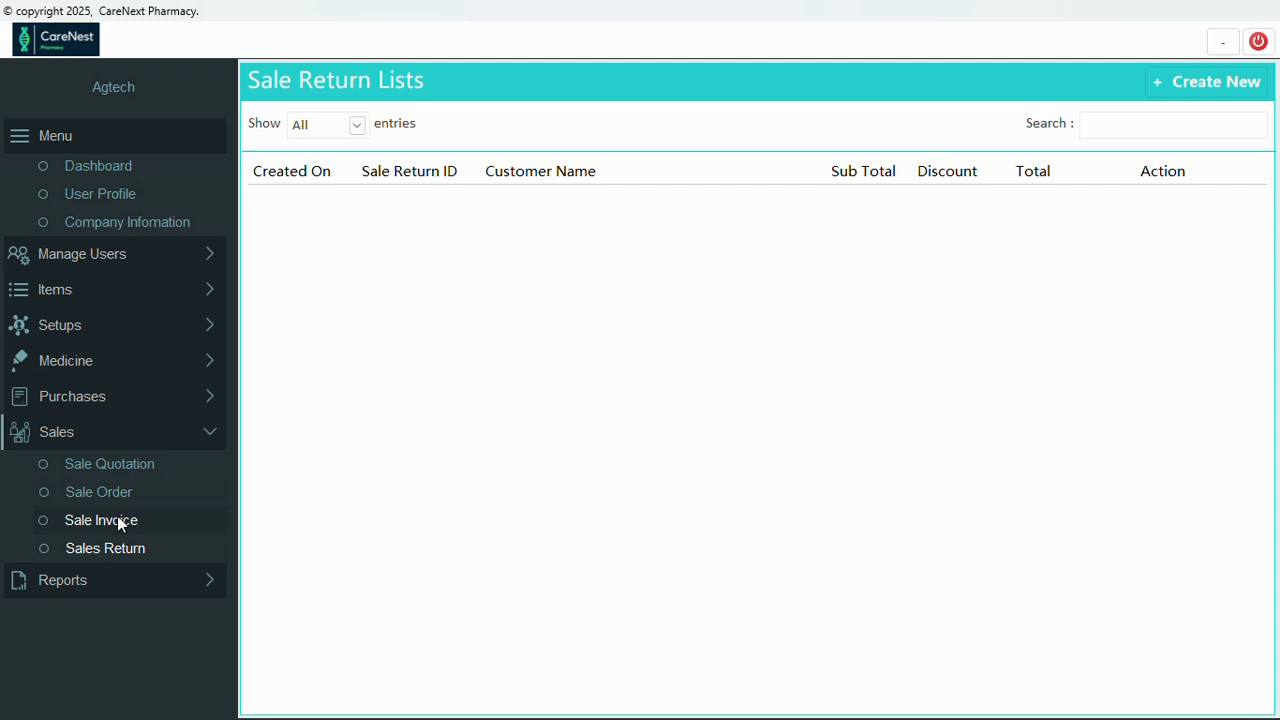 © copyright 2025, CareNext Pharmacy.
CareNest
Pharmacy
-
Agtech
Menu
Dashboard
User Profile
Company Infomation
Manage Users
Items
Setups
Medicine
Purchases
Sales
Sale Quotation
Sale Order
Sale Invoice
Sales Return
Reports
Sale Return Lists
+ Create New
Show All entries
Search :
Created On Sale Return ID Customer Name Sub Total Discount Total Action